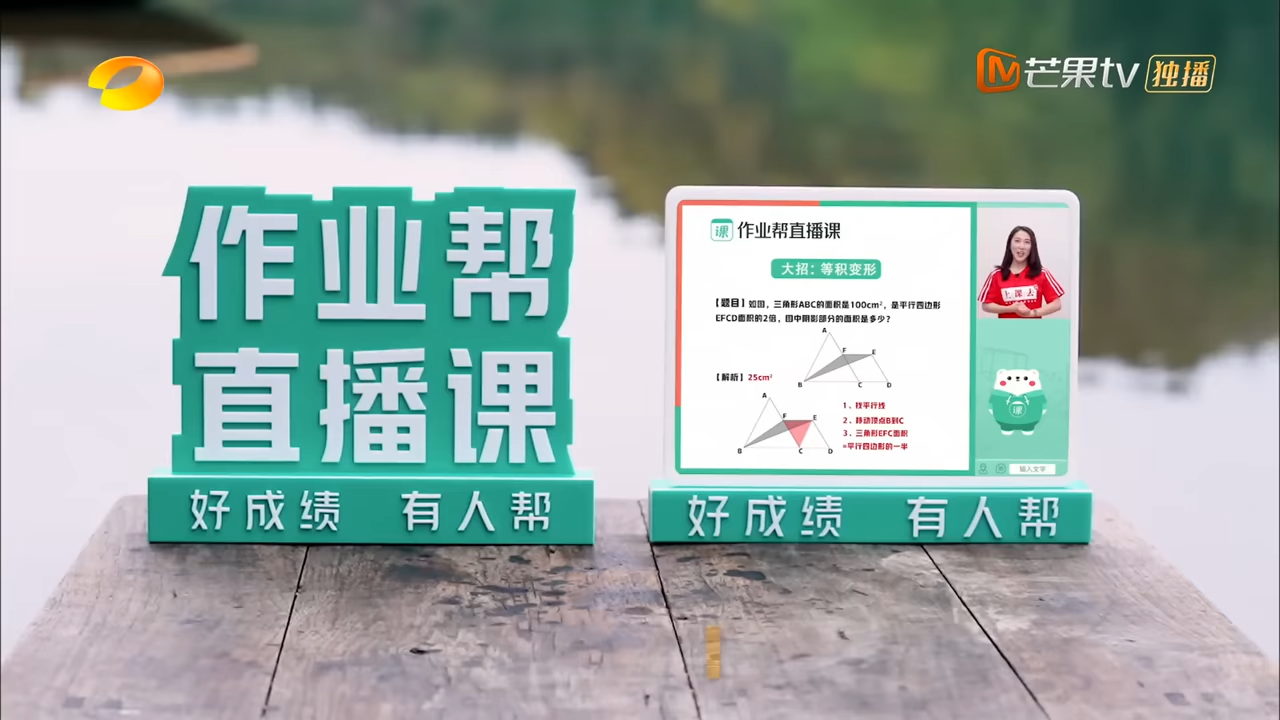 芒果tv 独播
作业帮
直播课
好成绩 有人帮
课 作业帮直播课
大招：等积变形
【题目】如图，三角形ABC的面积是100cm²，是平行四边形
EFCD面积的2倍，图中阴影部分的面积是多少？
A
F E
B C D
【解析】25cm²
A
F E
B C D
1、找平行线
2、移动顶点B到C
3、三角形EFC面积
=平行四边形的一半
上课去
课
输入文字
好成绩 有人帮